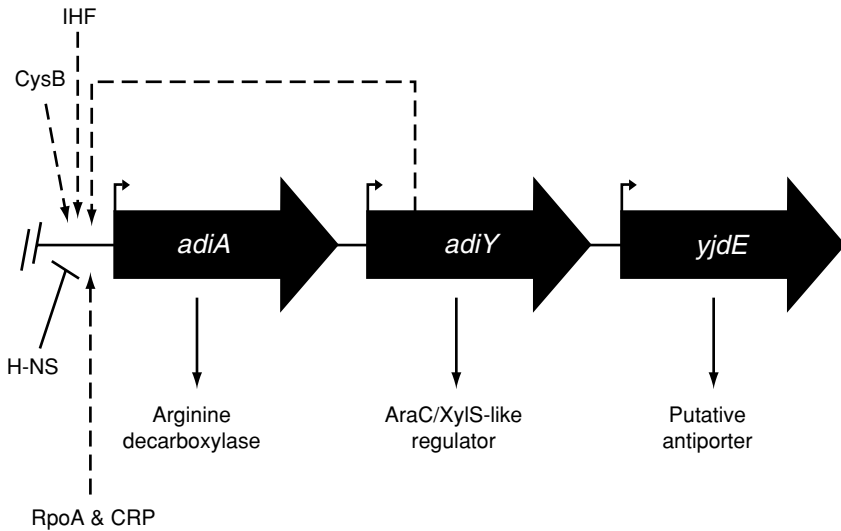 IHF
CysB
adiA
adiY
yjdE
H-NS
Arginine
decarboxylase
AraC/XylS-like
regulator
Putative
antiporter
RpoA & CRP